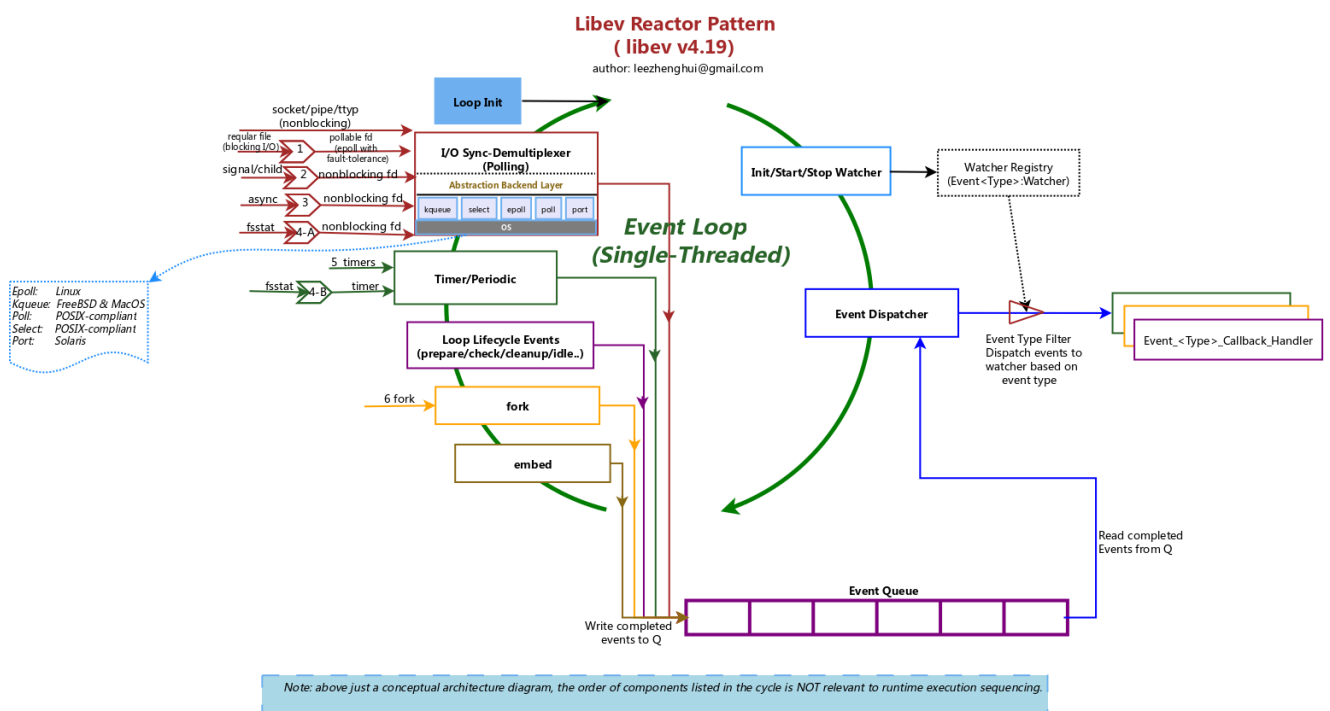 Libev Reactor Pattern
( libev v4.19)
author: leezhenghui@gmail.com
Loop Init
socket/pipe/ttyp
(nonblocking)
reqular file
(blocking I/O)
1
pollable fd
(epoll with
fault-tolerance)
signal/child
2
nonblocking fd
async
3
nonblocking fd
fsstat
4-A
nonblocking fd
I/O Sync-Demultiplexer
(Polling)
Abstraction Backend Layer
kqueue
select
epoll
poll
port
OS
Init/Start/Stop Watcher
Watcher Registry
(Event<Type>:Watcher)
Event Loop
(Single-Threaded)
5 timers
fsstat
4-B
timer
Timer/Periodic
Epoll: Linux
Kqueue: FreeBSD & MacOS
Poll: POSIX-compliant
Select: POSIX-compliant
Port: Solaris
Event Dispatcher
Event Type Filter
Dispatch events to
watcher based on
event type
Event_<Type>_Callback_Handler
Loop Lifecycle Events
(prepare/check/cleanup/idle..)
6 fork
fork
embed
Read completed
Events from Q
Event Queue
Write completed
events to Q
Note: above just a conceptual architecture diagram, the order of components listed in the cycle is NOT relevant to runtime execution sequencing.